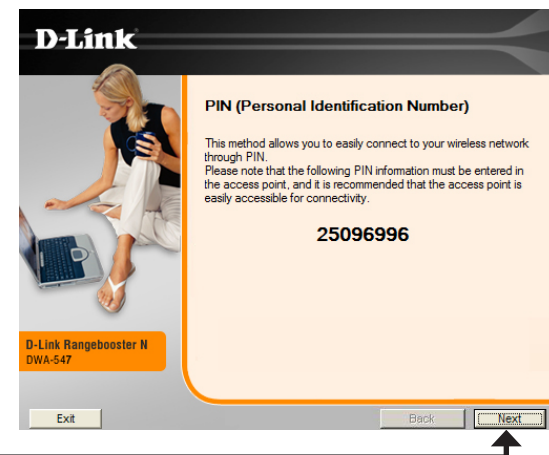 D-Link
PIN (Personal Identification Number)
This method allows you to easily connect to your wireless network
through PIN.
Please note that the following PIN information must be entered in
the access point, and it is recommended that the access point is
easily accessible for connectivity.
25096996
D-Link Rangebooster N
DWA-547
Exit
Back
Next